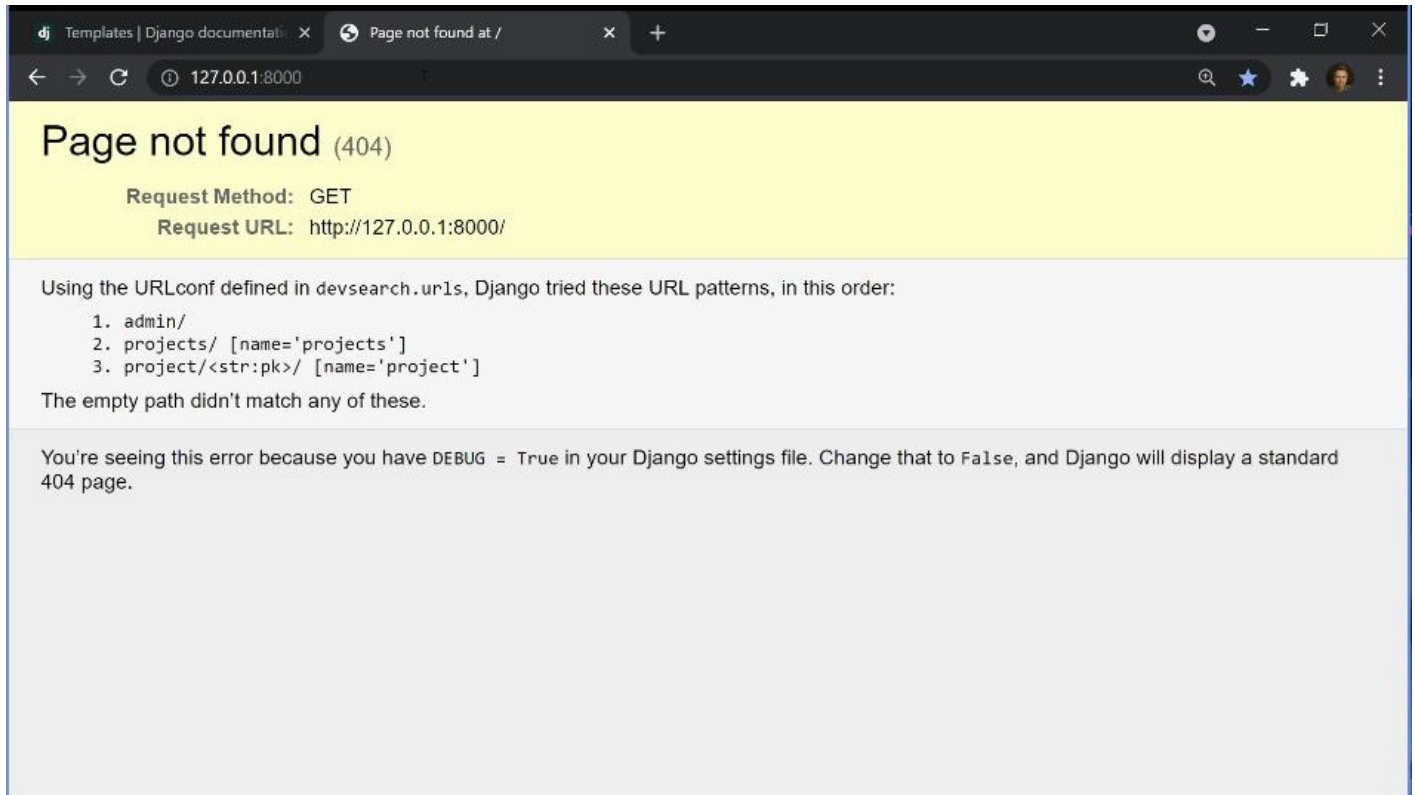 dj Templates | Django documentati
Page not found at /
127.0.0.1:8000
Page not found (404)
Request Method: GET
Request URL: http://127.0.0.1:8000/
Using the URLconf defined in devsearch.urls, Django tried these URL patterns, in this order:
1. admin/
2. projects/ [name='projects']
3. project/<str:pk>/ [name='project']
The empty path didn’t match any of these.
You’re seeing this error because you have DEBUG = True in your Django settings file. Change that to False, and Django will display a standard
404 page.